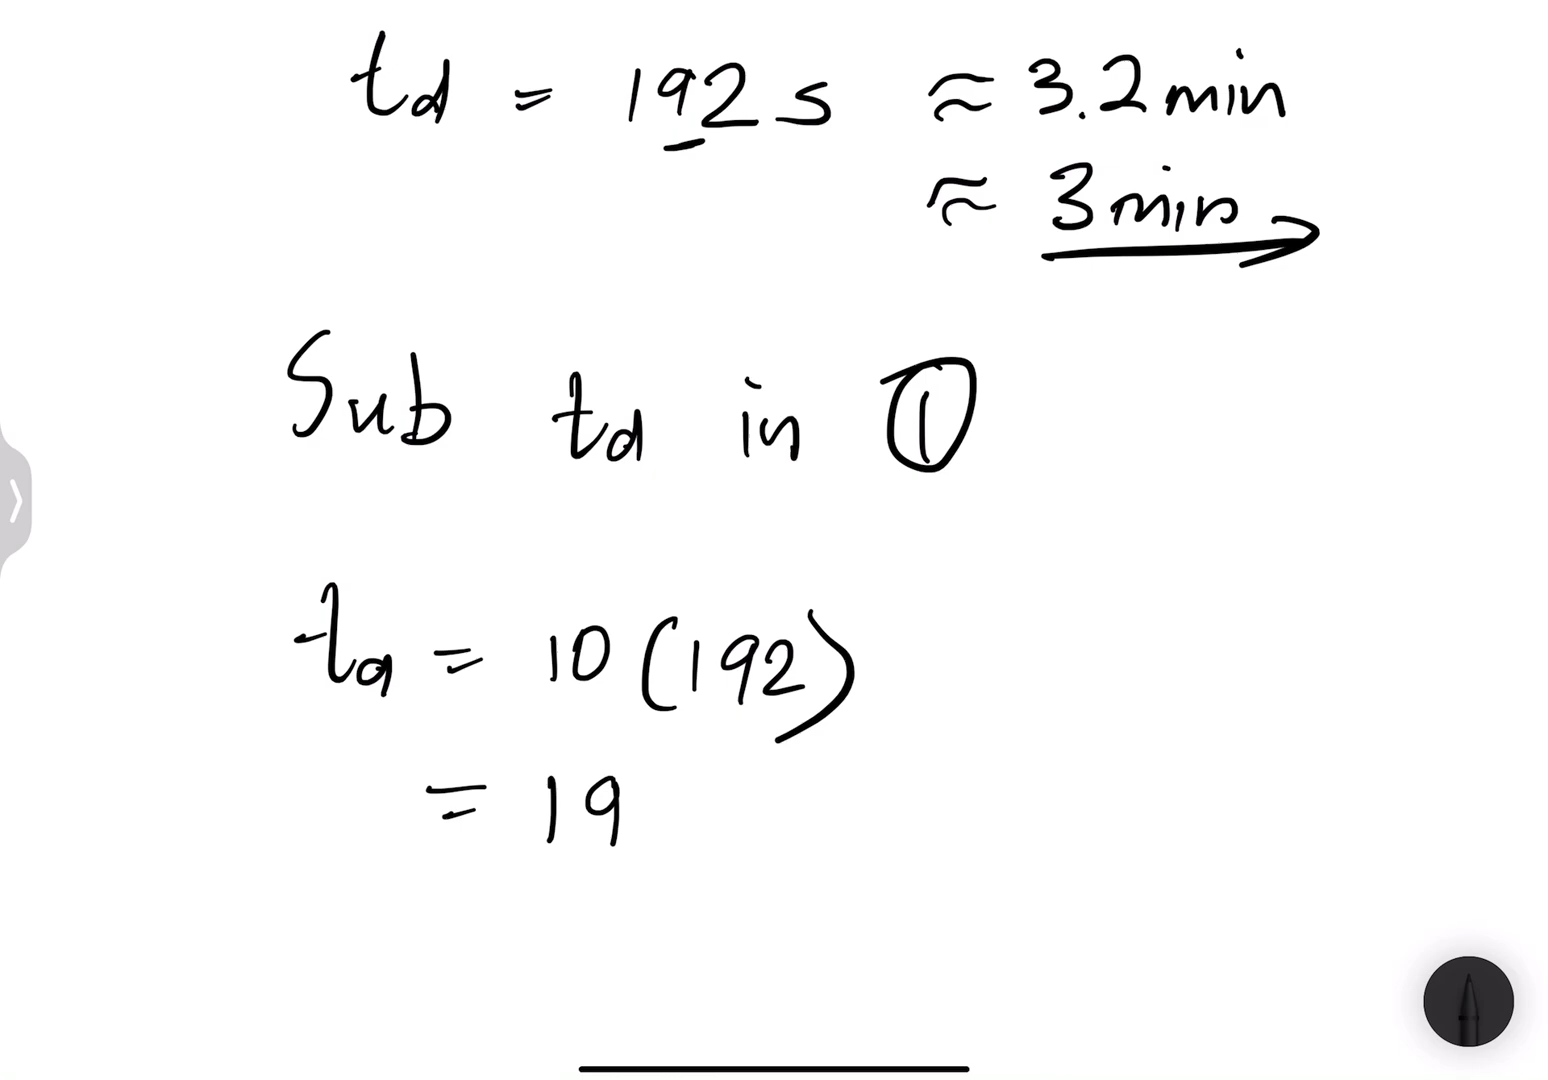 td = 192 s ≈ 3.2 min
≈ 3 min
Sub td in ①
ta = 10 (192)
= 19